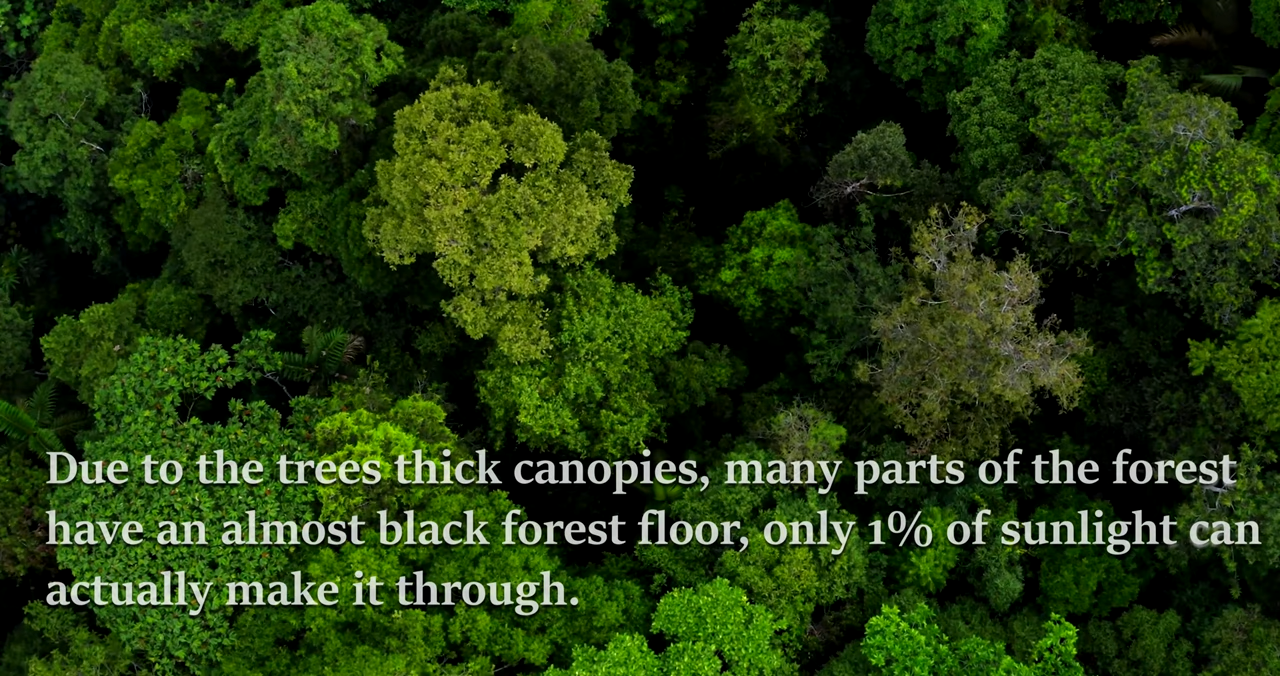 Due to the trees thick canopies, many parts of the forest
have an almost black forest floor, only 1% of sunlight can
actually make it through.